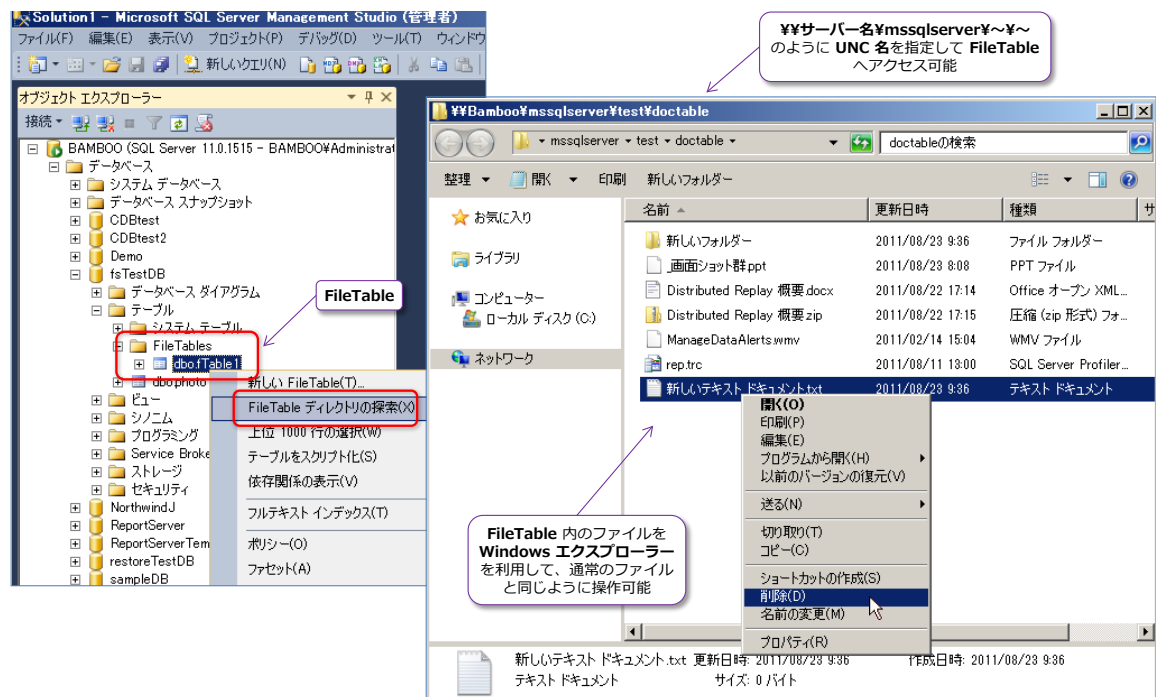 Solution1 - Microsoft SQL Server Management Studio (管理者)
ファイル(F) 編集(E) 表示(V) プロジェクト(P) デバッグ(D) ツール(T) ウィンドウ
新しいクエリ(N)
オブジェクト エクスプローラー
接続
BAMBOO (SQL Server 11.0.1515 - BAMBOO¥Administrat
データベース
システム データベース
データベース スナップショット
CDBtest
CDBtest2
Demo
fsTestDB
データベース ダイアグラム
テーブル
システム テーブル
FileTables
dbo.fTable1
dbo.photo
ビュー
シノニム
プログラミング
Service Broke
ストレージ
セキュリティ
NorthwindJ
ReportServer
ReportServerTem
restoreTestDB
sampleDB
FileTable
新しい FileTable(T)...
FileTable ディレクトリの探索(X)
上位 1000 行の選択(W)
テーブルをスクリプト化(S)
依存関係の表示(V)
フルテキスト インデックス(T)
ポリシー(O)
ファセット(A)
¥¥サーバー名¥mssqlserver¥～¥～
のように UNC 名を指定して FileTable
へアクセス可能
¥¥Bamboo¥mssqlserver¥test¥doctable
mssqlserver test doctable
doctableの検索
整理 開く 印刷 新しいフォルダー
お気に入り
ライブラリ
コンピューター
ローカル ディスク (C:)
ネットワーク
名前 更新日時 種類 サ
新しいフォルダー 2011/08/23 9:36 ファイル フォルダー
_画面ショット群.ppt 2011/08/23 8:08 PPT ファイル
Distributed Replay 概要.docx 2011/08/22 17:14 Office オープン XML...
Distributed Replay 概要.zip 2011/08/22 17:15 圧縮 (zip 形式) フォ...
ManageDataAlerts.wmv 2011/02/14 15:04 WMV ファイル
rep.trc 2011/08/11 13:00 SQL Server Profiler...
新しいテキスト ドキュメント.txt 2011/08/23 9:36 テキスト ドキュメント
開く(O)
印刷(P)
編集(E)
プログラムから開く(H)
以前のバージョンの復元(V)
送る(N)
切り取り(T)
コピー(C)
ショートカットの作成(S)
削除(D)
名前の変更(M)
プロパティ(R)
FileTable 内のファイルを
Windows エクスプローラー
を利用して、通常のファイル
と同じように操作可能
新しいテキスト ドキュメント.txt 更新日時: 2011/08/23 9:36 作成日時: 2011/08/23 9:36
テキスト ドキュメント サイズ: 0 バイト